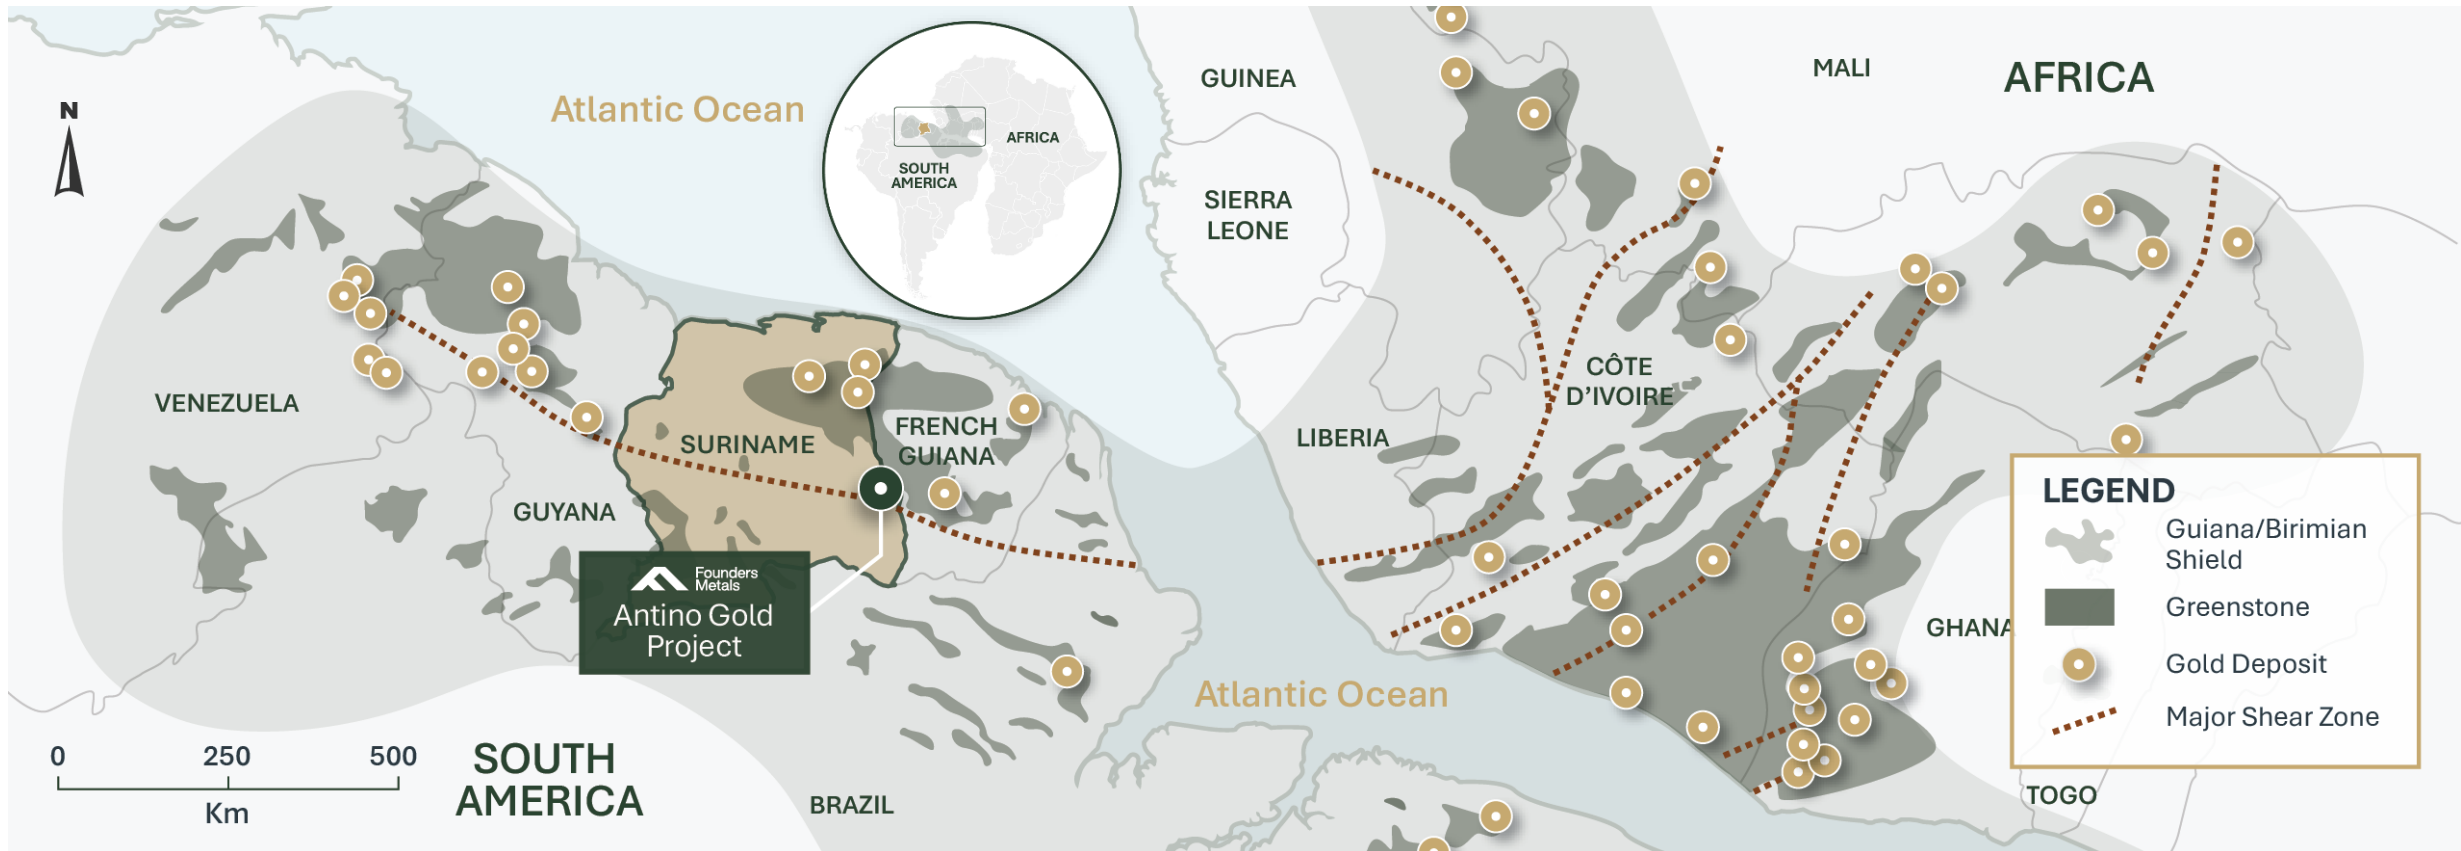 N
Atlantic Ocean
SOUTH
AMERICA
AFRICA
GUINEA
SIERRA
LEONE
MALI
AFRICA
VENEZUELA
GUYANA
SURINAME
FRENCH
GUIANA
LIBERIA
CÔTE
D'IVOIRE
GHANA
TOGO
Founders
Metals
Antino Gold
Project
Atlantic Ocean
0 250 500
Km
SOUTH
AMERICA
BRAZIL
LEGEND
Guiana/Birimian
Shield
Greenstone
Gold Deposit
Major Shear Zone